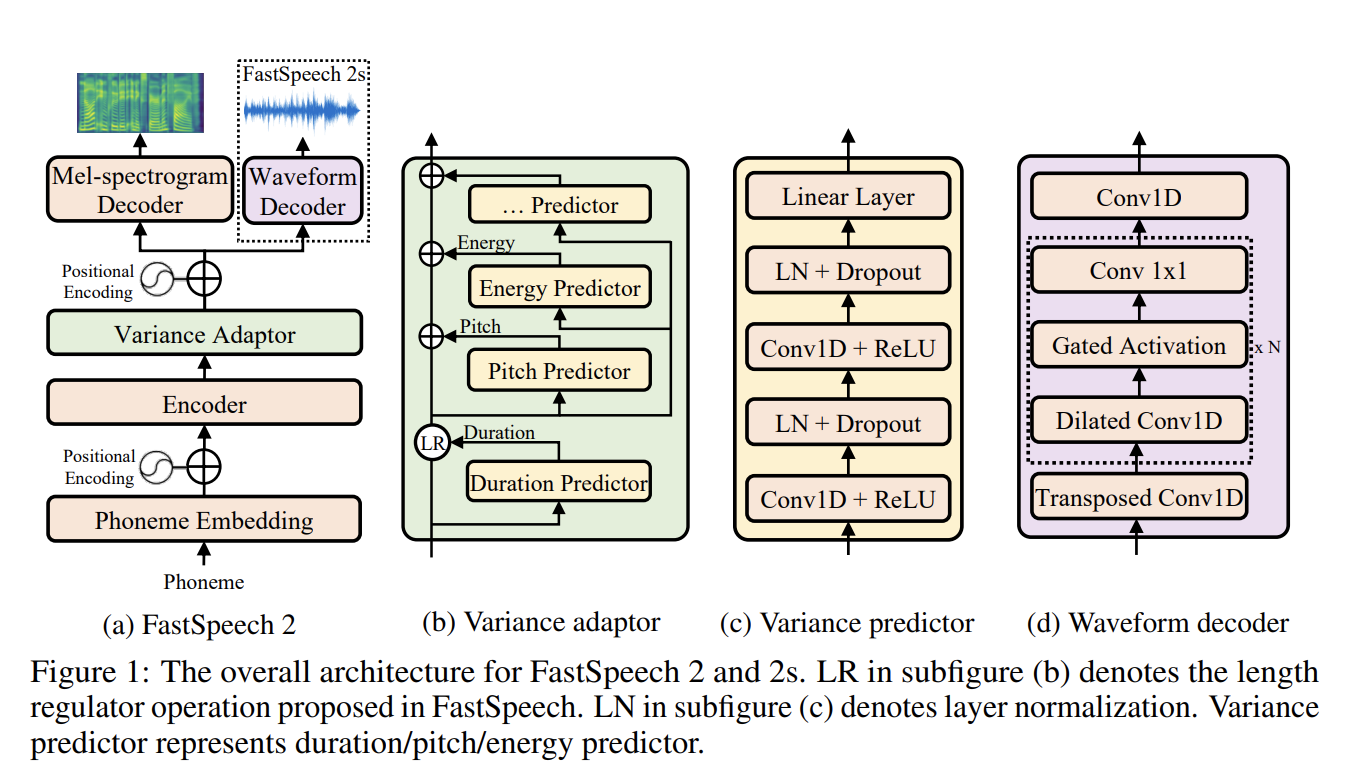 FastSpeech 2s
Mel-spectrogram
Decoder
Waveform
Decoder
Positional
Encoding
Variance Adaptor
Encoder
Positional
Encoding
Phoneme Embedding
Phoneme
(a) FastSpeech 2
... Predictor
Energy
Energy Predictor
Pitch
Pitch Predictor
LR
Duration
Duration Predictor
(b) Variance adaptor
Linear Layer
LN + Dropout
Conv1D + ReLU
LN + Dropout
Conv1D + ReLU
(c) Variance predictor
Conv1D
Conv 1x1
Gated Activation
x N
Dilated Conv1D
Transposed Conv1D
(d) Waveform decoder
Figure 1: The overall architecture for FastSpeech 2 and 2s. LR in subfigure (b) denotes the length
regulator operation proposed in FastSpeech. LN in subfigure (c) denotes layer normalization. Variance
predictor represents duration/pitch/energy predictor.